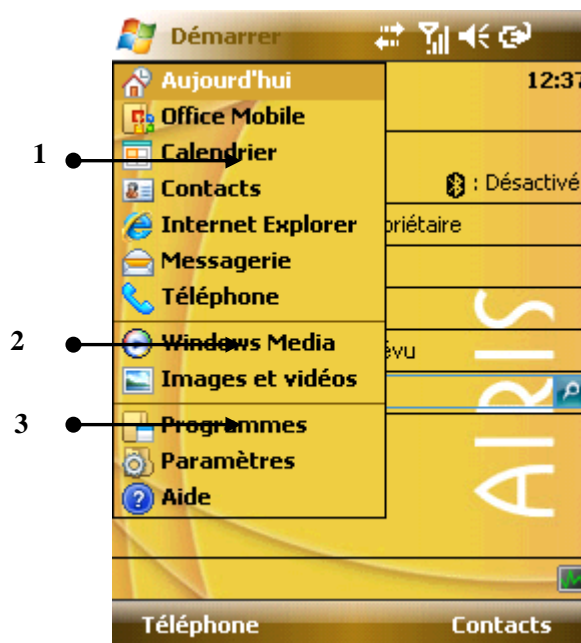 Démarrer
Aujourd'hui 12:37
Office Mobile
1 Calendrier
Contacts : Désactivé
Internet Explorer priétaire
Messagerie
Téléphone
2 Windows Media évu
Images et vidéos
3 Programmes
Paramètres
Aide
AIRIS
Téléphone Contacts